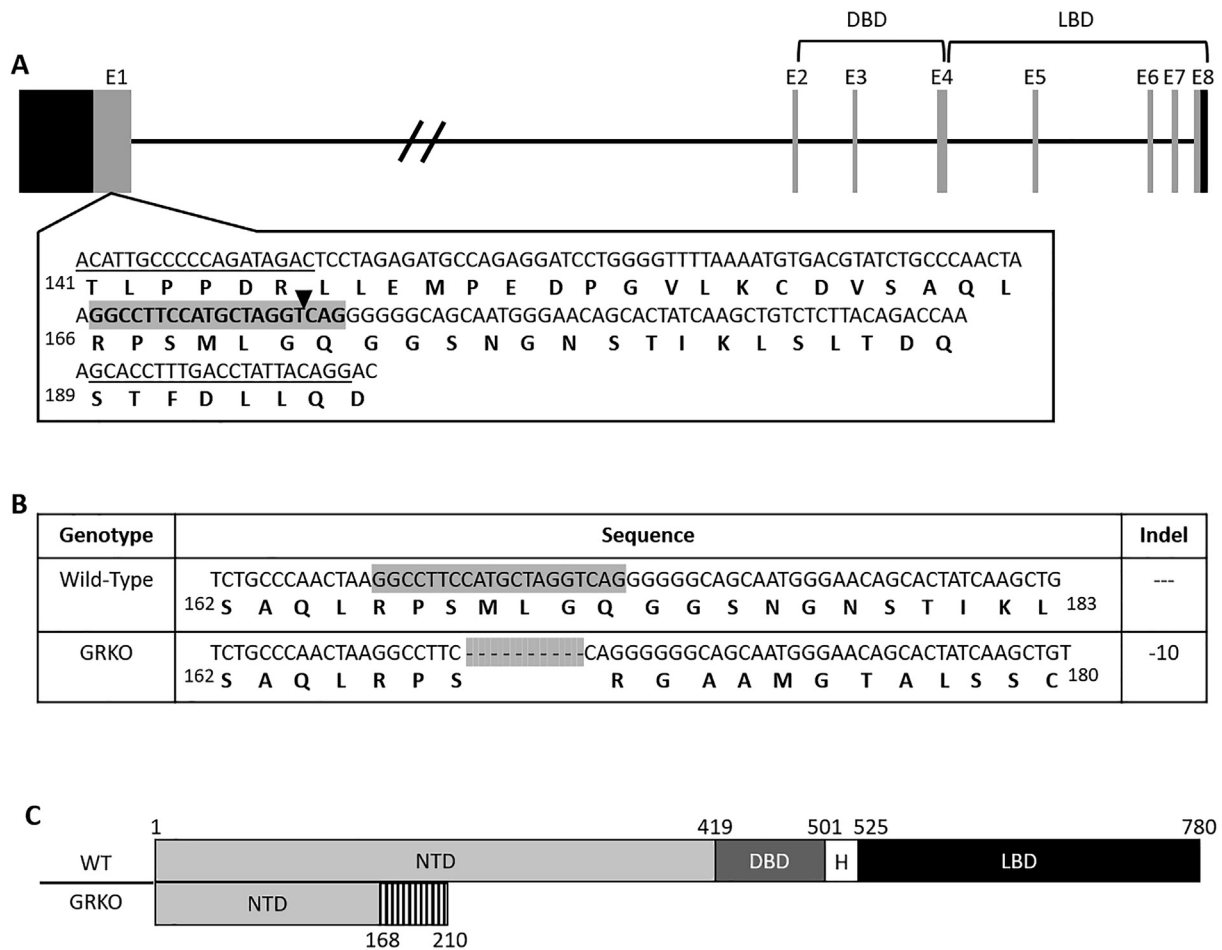 DBD LBD
A
E1 E2 E3 E4 E5 E6 E7 E8
ACATTGCCCCCAGATAGACTCCTAGAGATGCCAGAGGATCCTGGGGTTTTAAAATGTGACGTATCTGCCCAACTA
141 T L P P D R L L E M P E D P G V L K C D V S A Q L
AGGCCTTCCATGCTAGGTCAGGGGGGCAGCAATGGGAACAGCACTATCAAGCTGTCTCTTACAGACCAA
166 R P S M L G Q G G S N G N S T I K L S L T D Q
AGCACCTTTGACCTATTACAGGAC
189 S T F D L L Q D
B
Genotype Sequence Indel
Wild-Type TCTGCCCAACTAAGGCCTTCCATGCTAGGTCAGGGGGGCAGCAATGGGAACAGCACTATCAAGCTG ---
162 S A Q L R P S M L G Q G G S N G N S T I K L 183
GRKO TCTGCCCAACTAAGGCCTTC----------CAGGGGGGCAGCAATGGGAACAGCACTATCAAGCTGT -10
162 S A Q L R P S R G A A M G T A L S S C 180
C
1 419 501 525 780
WT NTD DBD H LBD
GRKO NTD
168 210